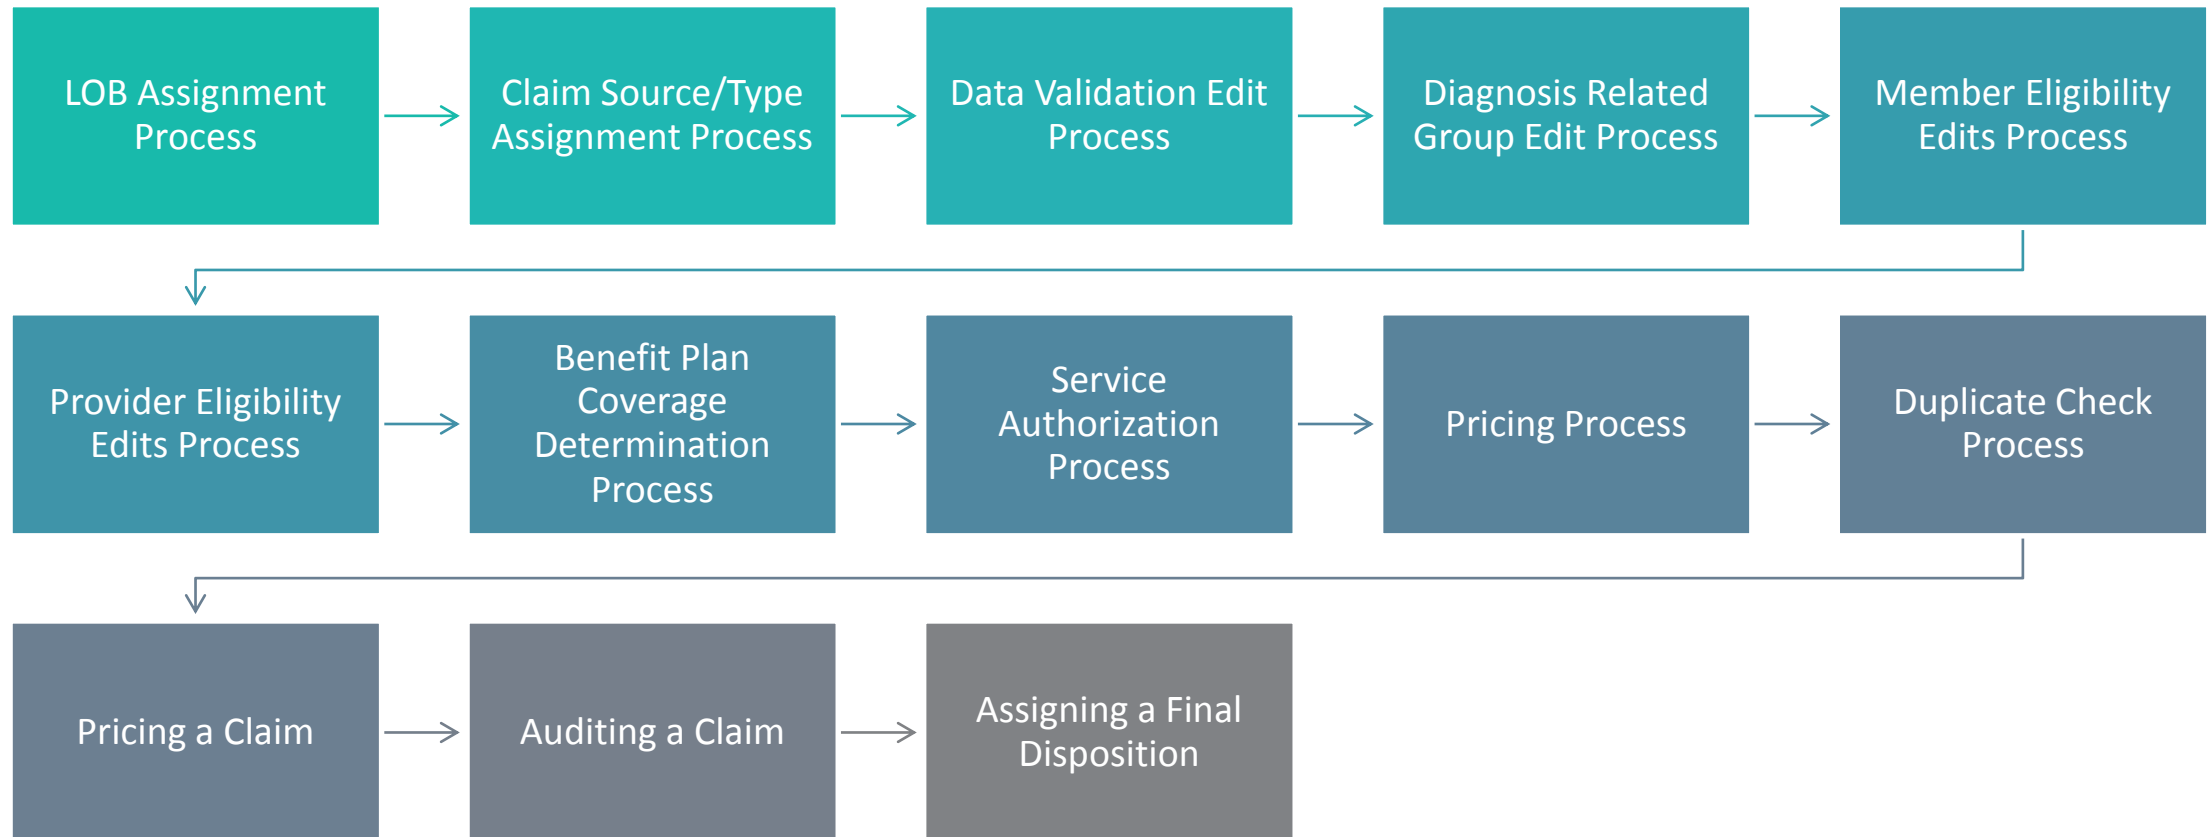 LOB Assignment
Process
Claim Source/Type
Assignment Process
Data Validation Edit
Process
Diagnosis Related
Group Edit Process
Member Eligibility
Edits Process
Provider Eligibility
Edits Process
Benefit Plan
Coverage
Determination
Process
Service
Authorization
Process
Pricing Process
Duplicate Check
Process
Pricing a Claim
Auditing a Claim
Assigning a Final
Disposition